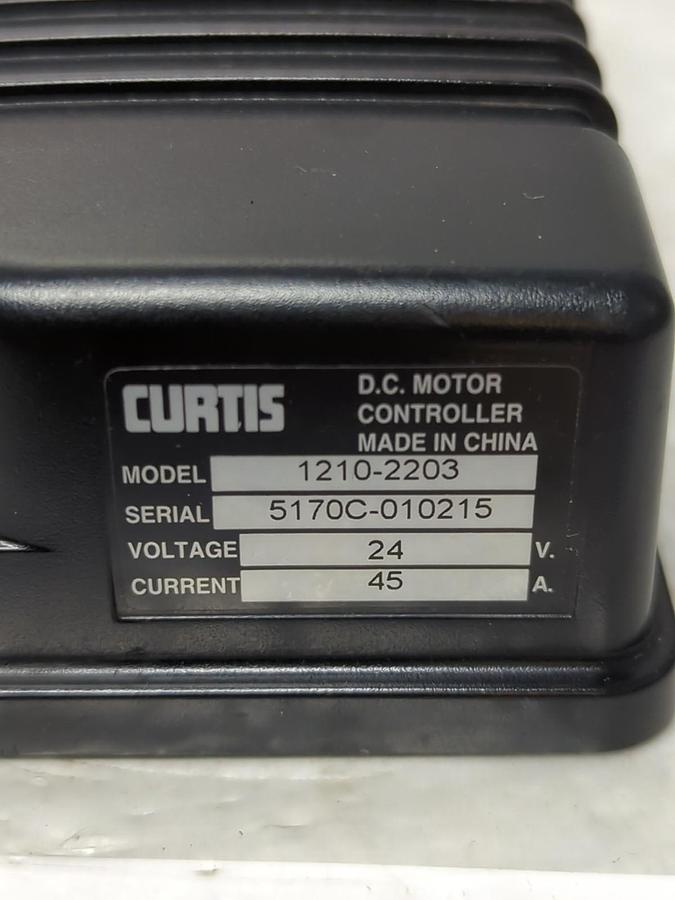 CURTIS
D.C. MOTOR
CONTROLLER
MADE IN CHINA
MODEL 1210-2203
SERIAL 5170C-010215
VOLTAGE 24 V.
CURRENT 45 A.